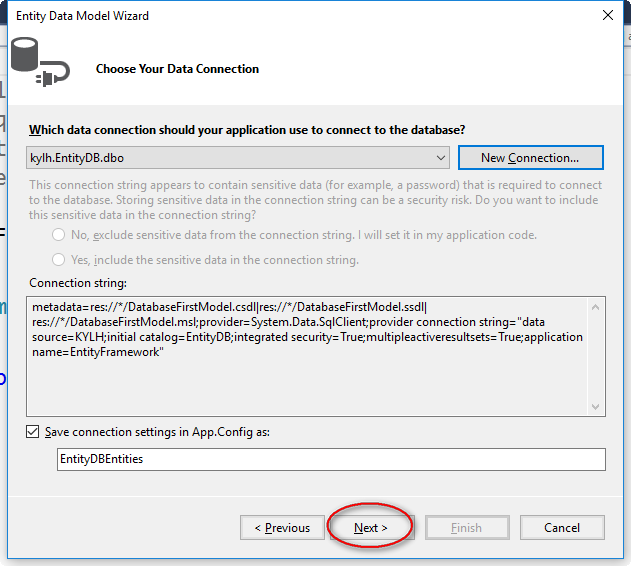 Entity Data Model Wizard
Choose Your Data Connection
Which data connection should your application use to connect to the database?
kylh.EntityDB.dbo
New Connection...
This connection string appears to contain sensitive data (for example, a password) that is required to connect
to the database. Storing sensitive data in the connection string can be a security risk. Do you want to include
this sensitive data in the connection string?
No, exclude sensitive data from the connection string. I will set it in my application code.
Yes, include the sensitive data in the connection string.
Connection string:
metadata=res://*/DatabaseFirstModel.csdl|res://*/DatabaseFirstModel.ssdl|
res://*/DatabaseFirstModel.msl;provider=System.Data.SqlClient;provider connection string="data
source=KYLH;initial catalog=EntityDB;integrated security=True;multipleactiveresultsets=True;application
name=EntityFramework"
Save connection settings in App.Config as:
EntityDBEntities
< Previous
Next >
Finish
Cancel